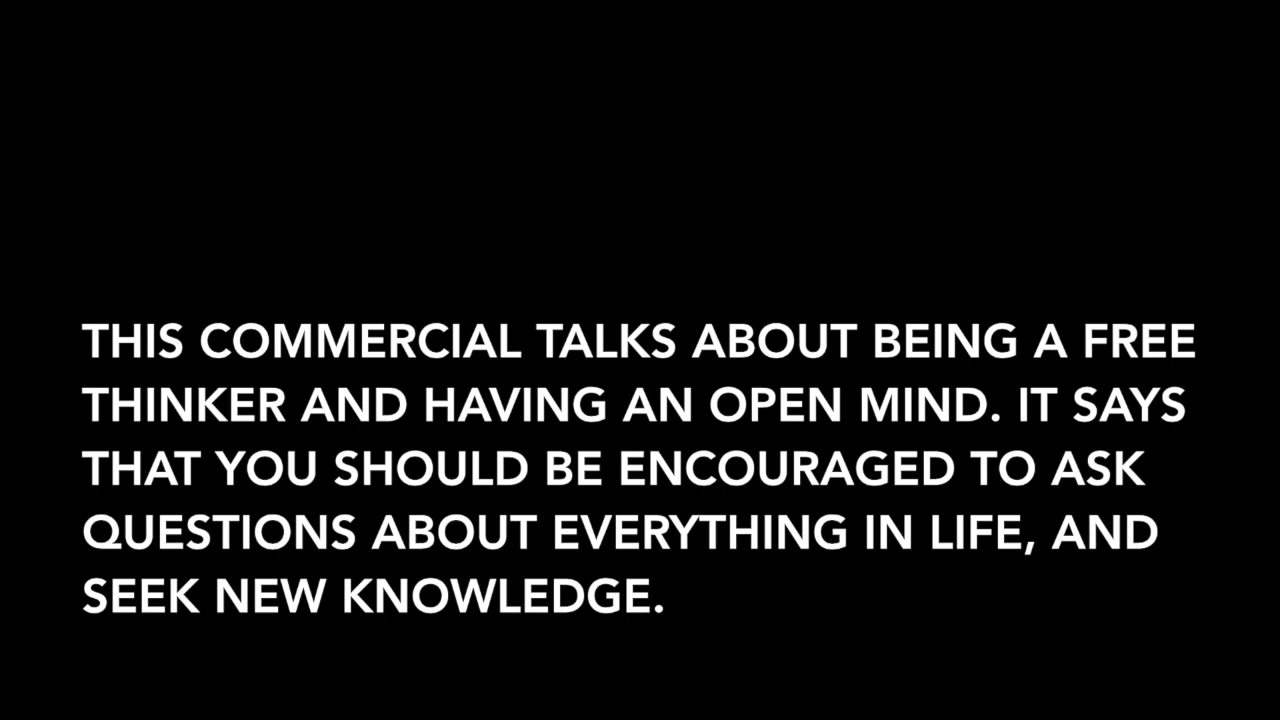 THIS COMMERCIAL TALKS ABOUT BEING A FREE
THINKER AND HAVING AN OPEN MIND. IT SAYS
THAT YOU SHOULD BE ENCOURAGED TO ASK
QUESTIONS ABOUT EVERYTHING IN LIFE, AND
SEEK NEW KNOWLEDGE.